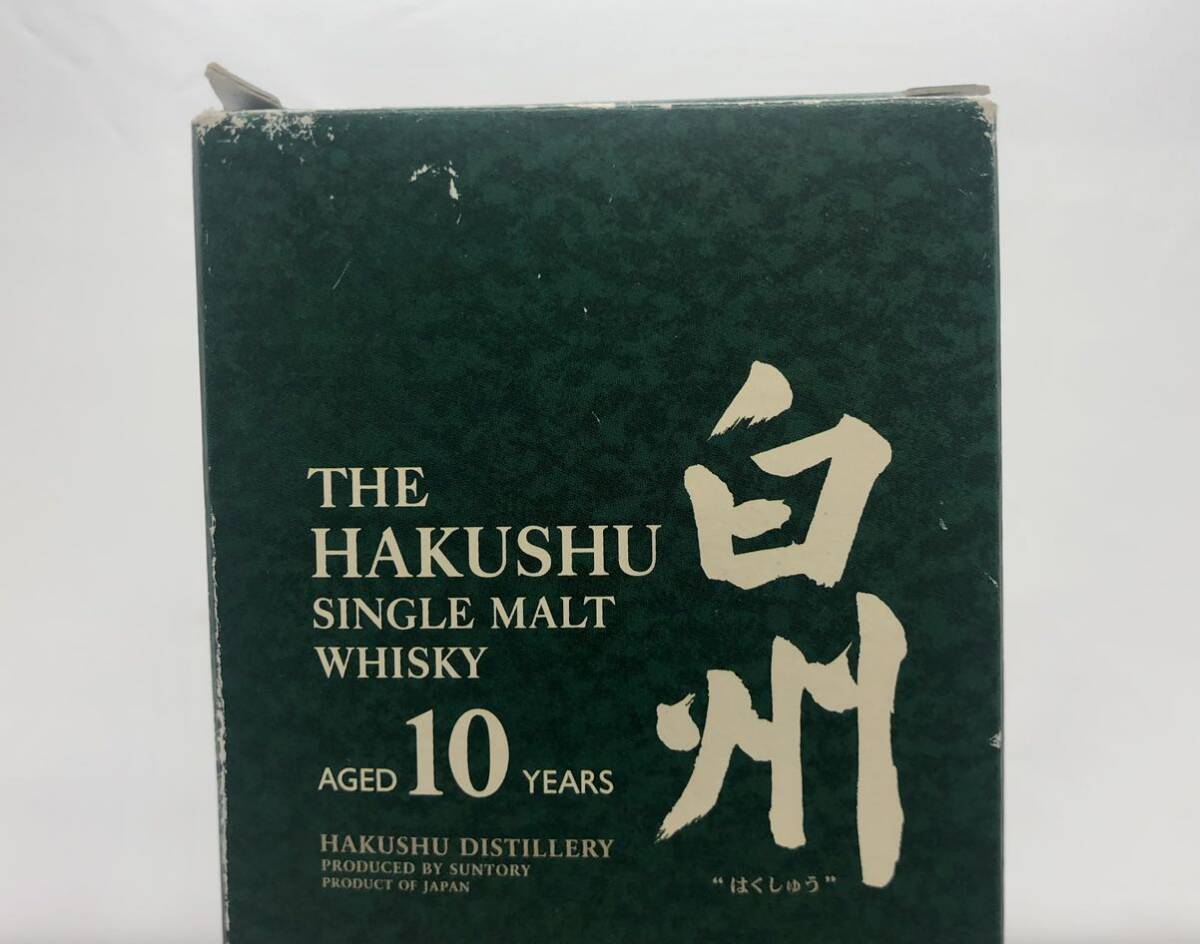 THE
HAKUSHU
SINGLE MALT
WHISKY
AGED 10 YEARS
HAKUSHU DISTILLERY
PRODUCED BY SUNTORY
PRODUCT OF JAPAN
白州
“はくしゅう”